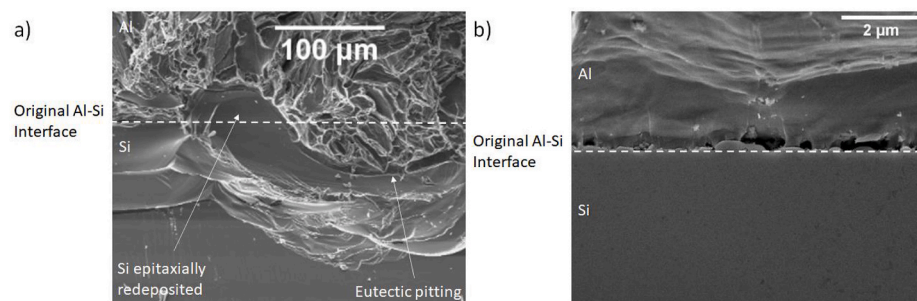 a)
Al
100 µm
Original Al-Si
Interface
Si
Si epitaxially
redeposited
Eutectic pitting
b)
2 µm
Al
Original Al-Si
Interface
Si